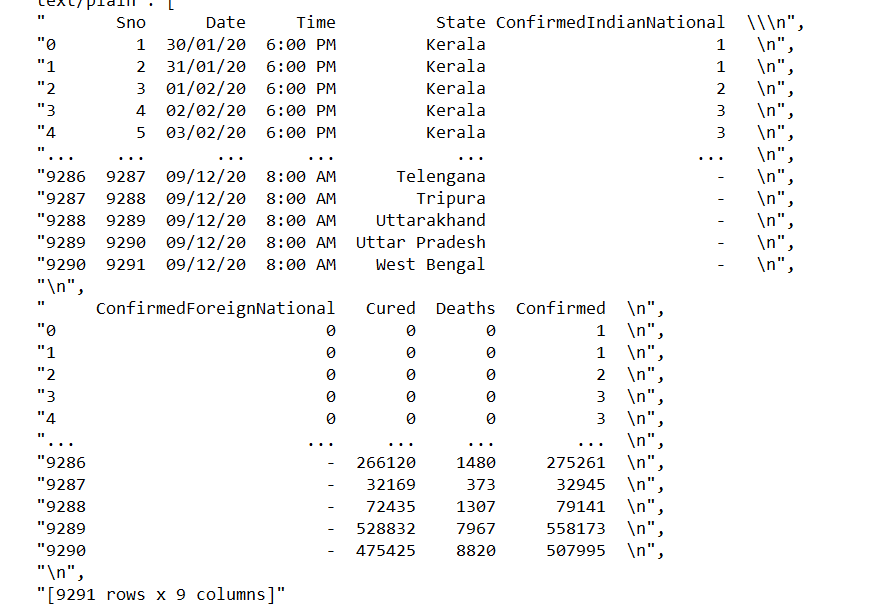 text/plain : [
"       Sno      Date     Time          State ConfirmedIndianNational  \\\n",
"0        1  30/01/20  6:00 PM         Kerala                       1   \n",
"1        2  31/01/20  6:00 PM         Kerala                       1   \n",
"2        3  01/02/20  6:00 PM         Kerala                       2   \n",
"3        4  02/02/20  6:00 PM         Kerala                       3   \n",
"4        5  03/02/20  6:00 PM         Kerala                       3   \n",
"...    ...       ...      ...            ...                     ...   \n",
"9286  9287  09/12/20  8:00 AM      Telengana                       -   \n",
"9287  9288  09/12/20  8:00 AM        Tripura                       -   \n",
"9288  9289  09/12/20  8:00 AM    Uttarakhand                       -   \n",
"9289  9290  09/12/20  8:00 AM  Uttar Pradesh                       -   \n",
"9290  9291  09/12/20  8:00 AM    West Bengal                       -   \n",
"\n",
"     ConfirmedForeignNational   Cured  Deaths  Confirmed  \n",
"0                           0       0       0          1  \n",
"1                           0       0       0          1  \n",
"2                           0       0       0          2  \n",
"3                           0       0       0          3  \n",
"4                           0       0       0          3  \n",
"...                       ...     ...     ...        ...  \n",
"9286                        -  266120    1480     275261  \n",
"9287                        -   32169     373      32945  \n",
"9288                        -   72435    1307      79141  \n",
"9289                        -  528832    7967     558173  \n",
"9290                        -  475425    8820     507995  \n",
"\n",
"[9291 rows x 9 columns]"